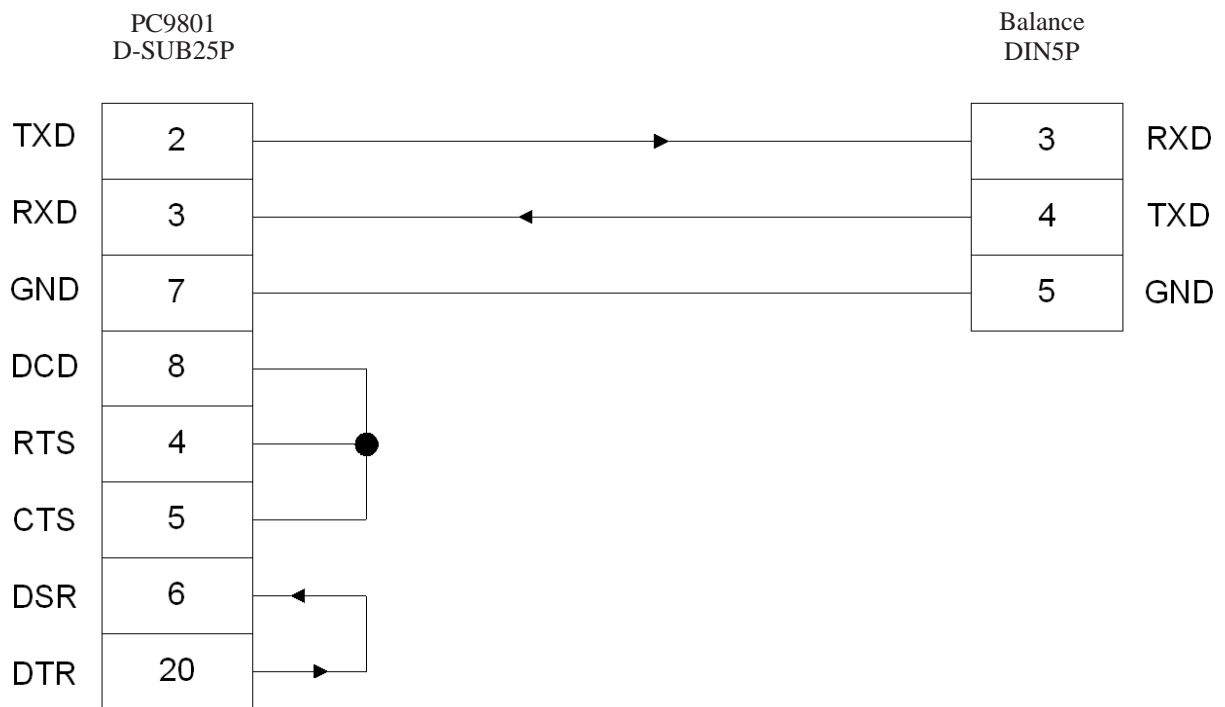 PC9801
D-SUB25P
Balance
DIN5P
TXD 2 3 RXD
RXD 3 4 TXD
GND 7 5 GND
DCD 8
RTS 4
CTS 5
DSR 6
DTR 20